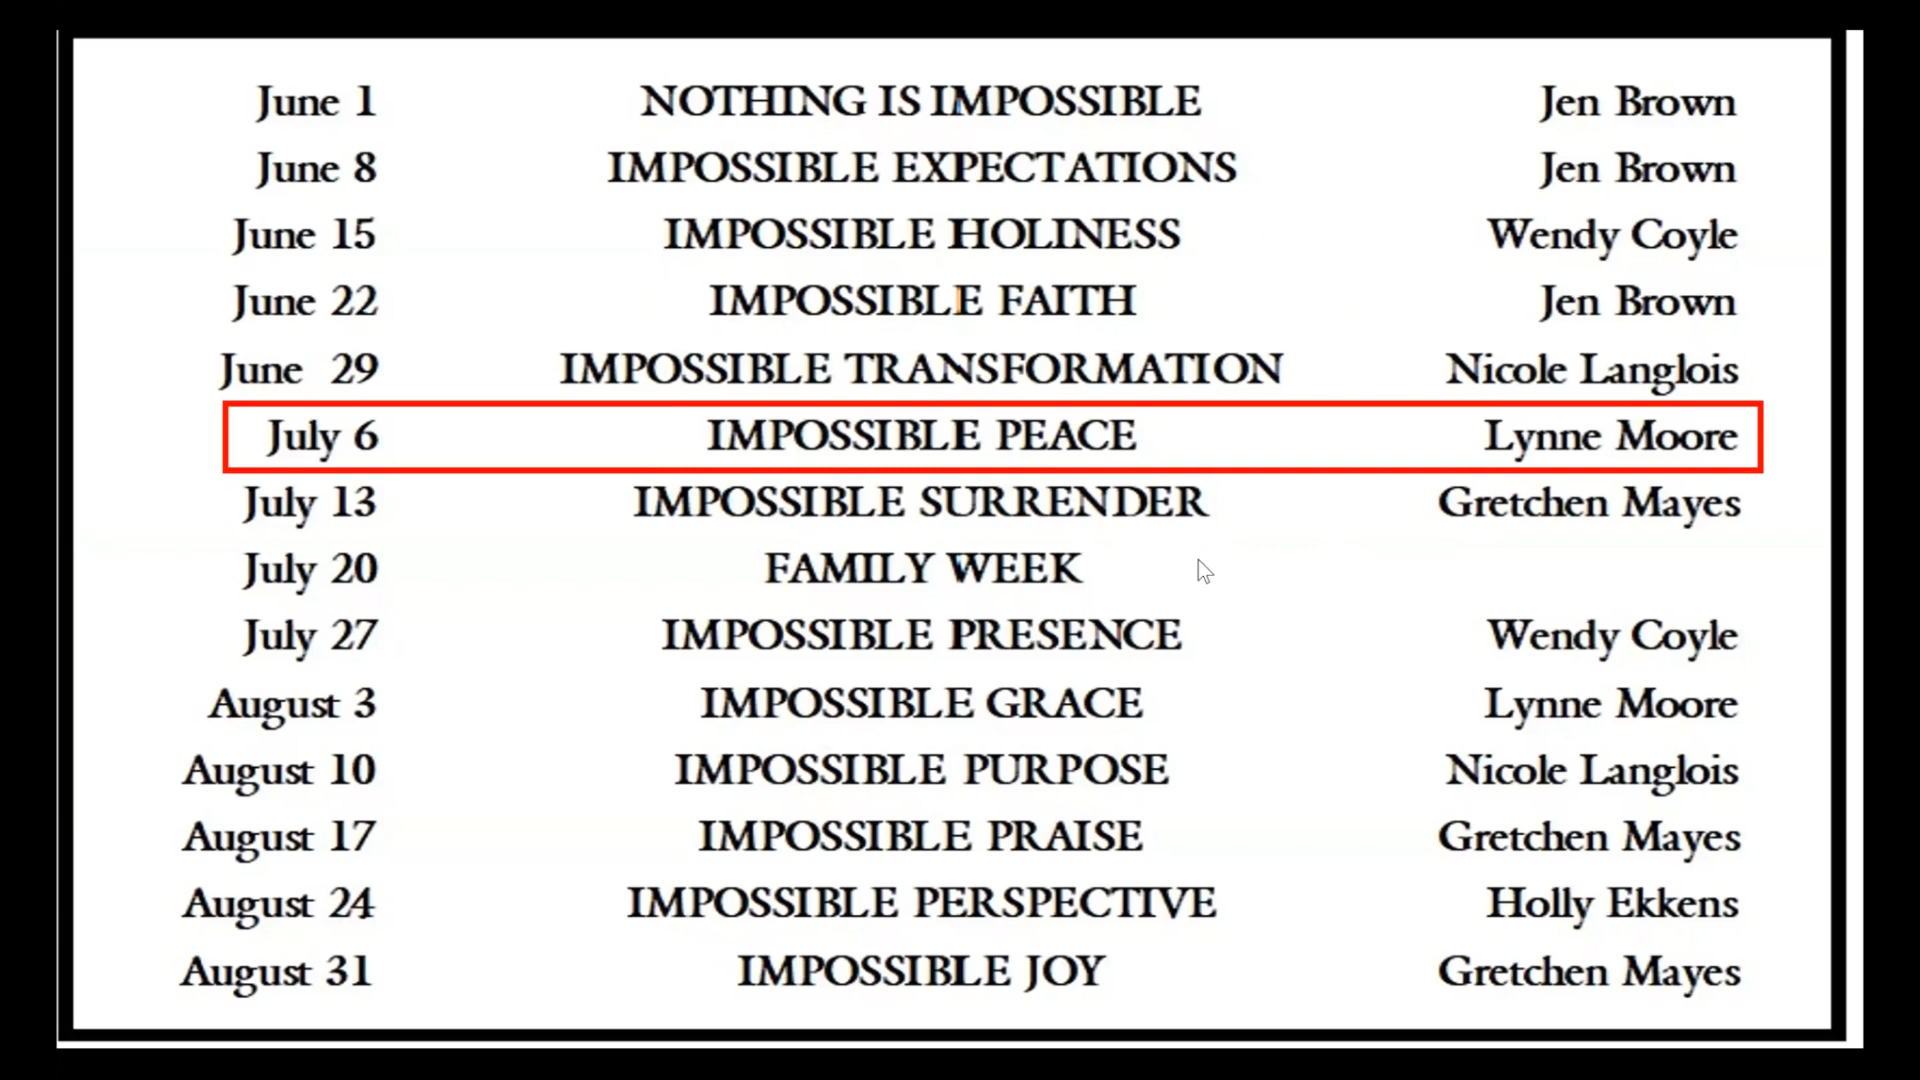 June 1 NOTHING IS IMPOSSIBLE Jen Brown
June 8 IMPOSSIBLE EXPECTATIONS Jen Brown
June 15 IMPOSSIBLE HOLINESS Wendy Coyle
June 22 IMPOSSIBLE FAITH Jen Brown
June 29 IMPOSSIBLE TRANSFORMATION Nicole Langlois
July 6 IMPOSSIBLE PEACE Lynne Moore
July 13 IMPOSSIBLE SURRENDER Gretchen Mayes
July 20 FAMILY WEEK
July 27 IMPOSSIBLE PRESENCE Wendy Coyle
August 3 IMPOSSIBLE GRACE Lynne Moore
August 10 IMPOSSIBLE PURPOSE Nicole Langlois
August 17 IMPOSSIBLE PRAISE Gretchen Mayes
August 24 IMPOSSIBLE PERSPECTIVE Holly Ekkens
August 31 IMPOSSIBLE JOY Gretchen Mayes